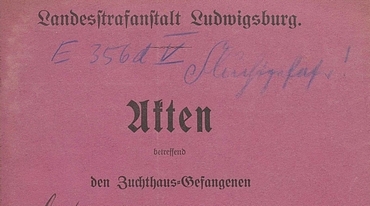 Landesstrafanstalt Ludwigsburg.
E 356 d V
Akten
betreffend
den Zuchthaus-Gefangenen